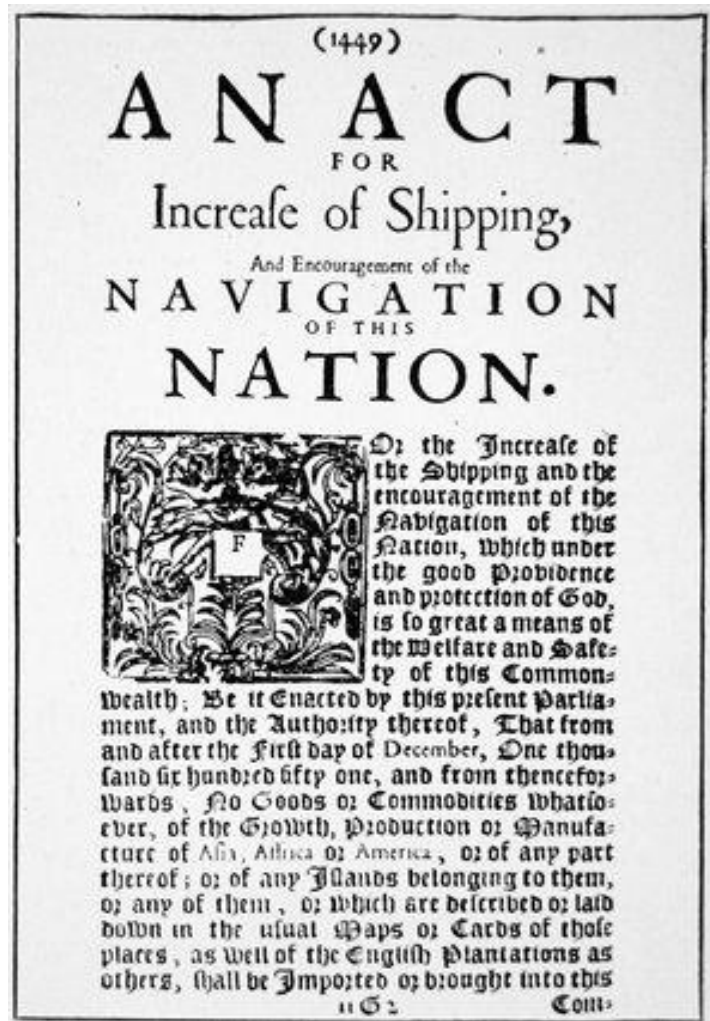 (1449)
AN ACT
FOR
Increaſe of Shipping,
And Encouragement of the
NAVIGATION
OF THIS
NATION.
F
Or the Increaſe of
the Shipping and the
encouragement of the
Navigation of this
Nation, which under
the good Providence
and protection of God,
is ſo great a means of
the Welfare and Safe-
ty of this Common-
wealth; Be it Enacted by this preſent Parlia-
ment, and the Authority thereof, That from
and after the Firſt day of December, One thou-
ſand ſix hundred fifty one, and from thencefor-
wards, No Goods or Commodities whatſo-
ever, of the Growth, Production or Manufa-
cture of Aſia, Affrica or America, or of any part
thereof; or of any Iſlands belonging to them,
or any of them, or which are deſcribed or laid
down in the uſual Maps or Cards of thoſe
places, as well of the Engliſh Plantations as
others, ſhall be Imported or brought into this
11 G 2 Com-